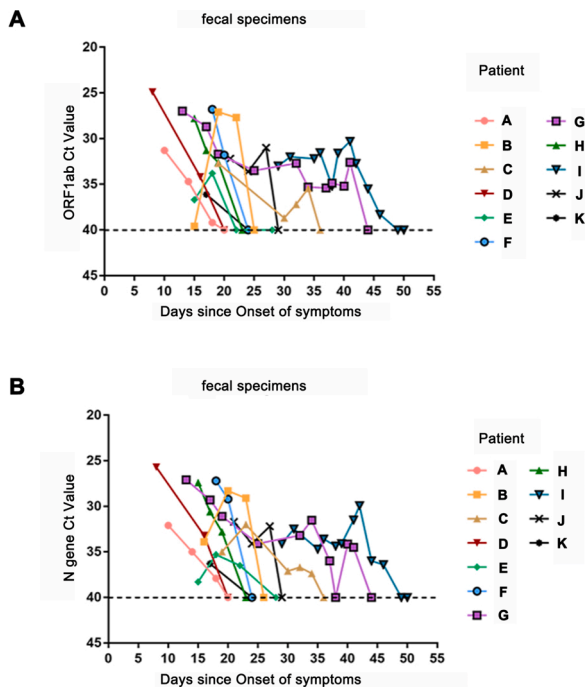 A
fecal specimens
ORF1ab Ct Value
20
25
30
35
40
45
0
5
10
15
20
25
30
35
40
45
50
55
Days since Onset of symptoms
Patient
A
B
C
D
E
F
G
H
I
J
K
B
fecal specimens
N gene Ct Value
20
25
30
35
40
45
0
5
10
15
20
25
30
35
40
45
50
55
Days since Onset of symptoms
Patient
A
B
C
D
E
F
G
H
I
J
K